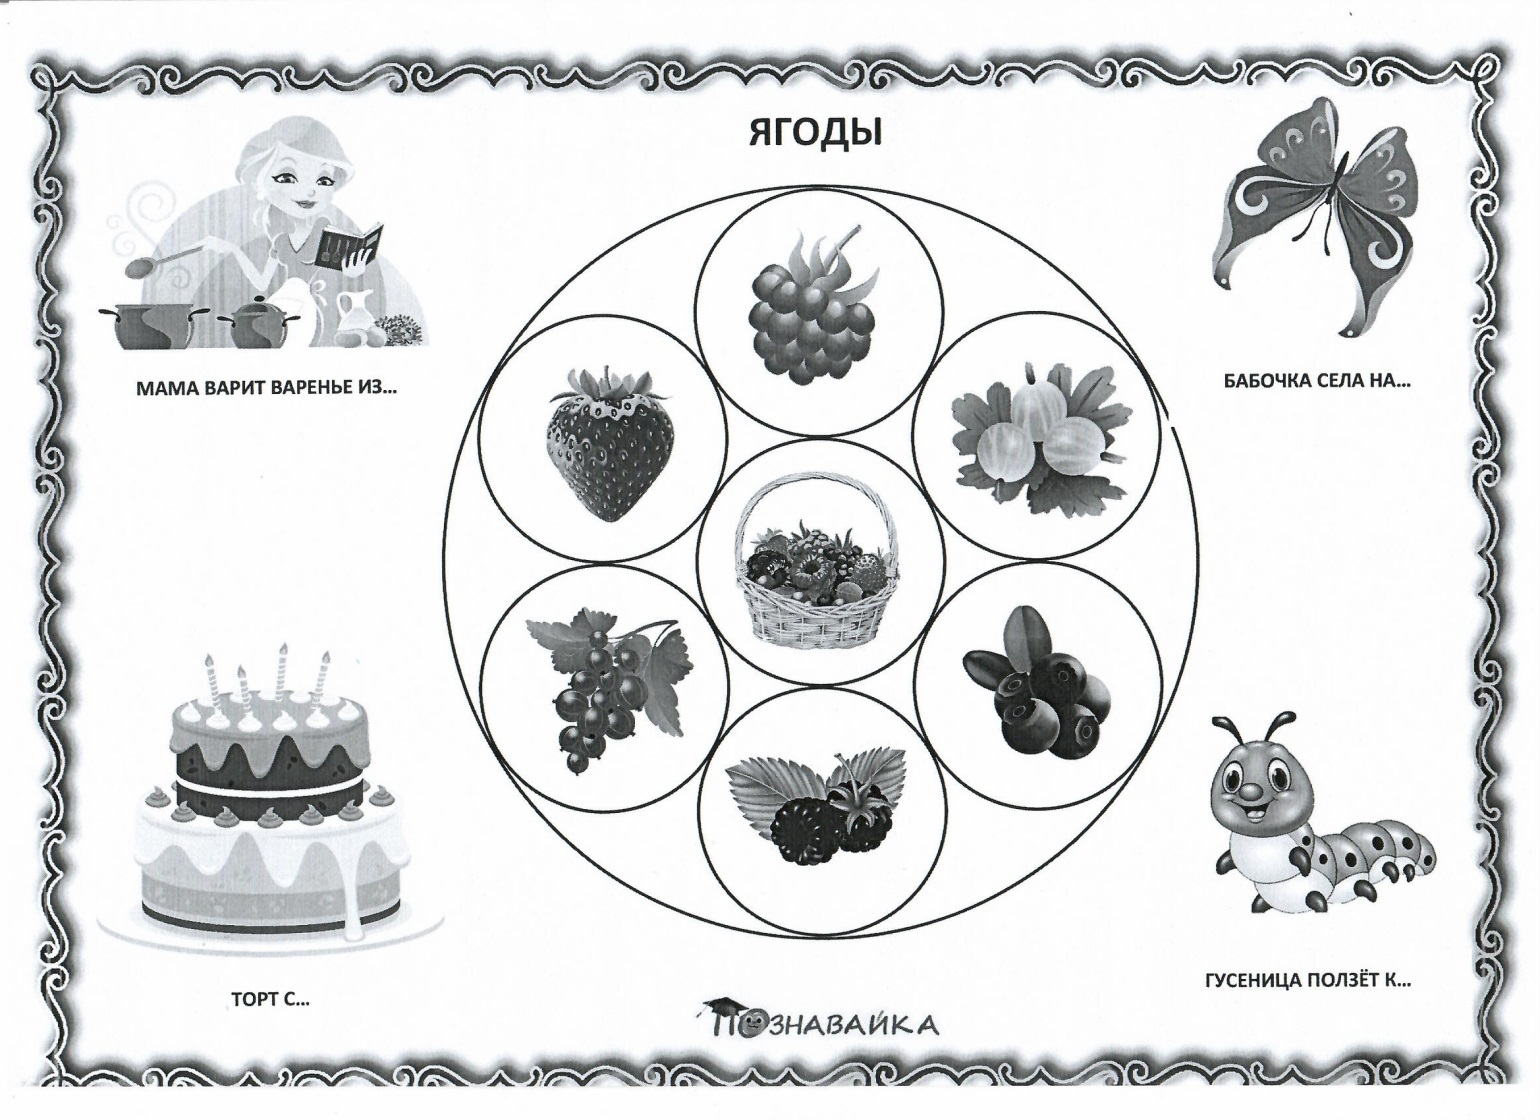 ЯГОДЫ
МАМА ВАРИТ ВАРЕНЬЕ ИЗ...
БАБОЧКА СЕЛА НА...
ТОРТ С...
ГУСЕНИЦА ПОЛЗЁТ К...
ПОЗНАВАЙКА